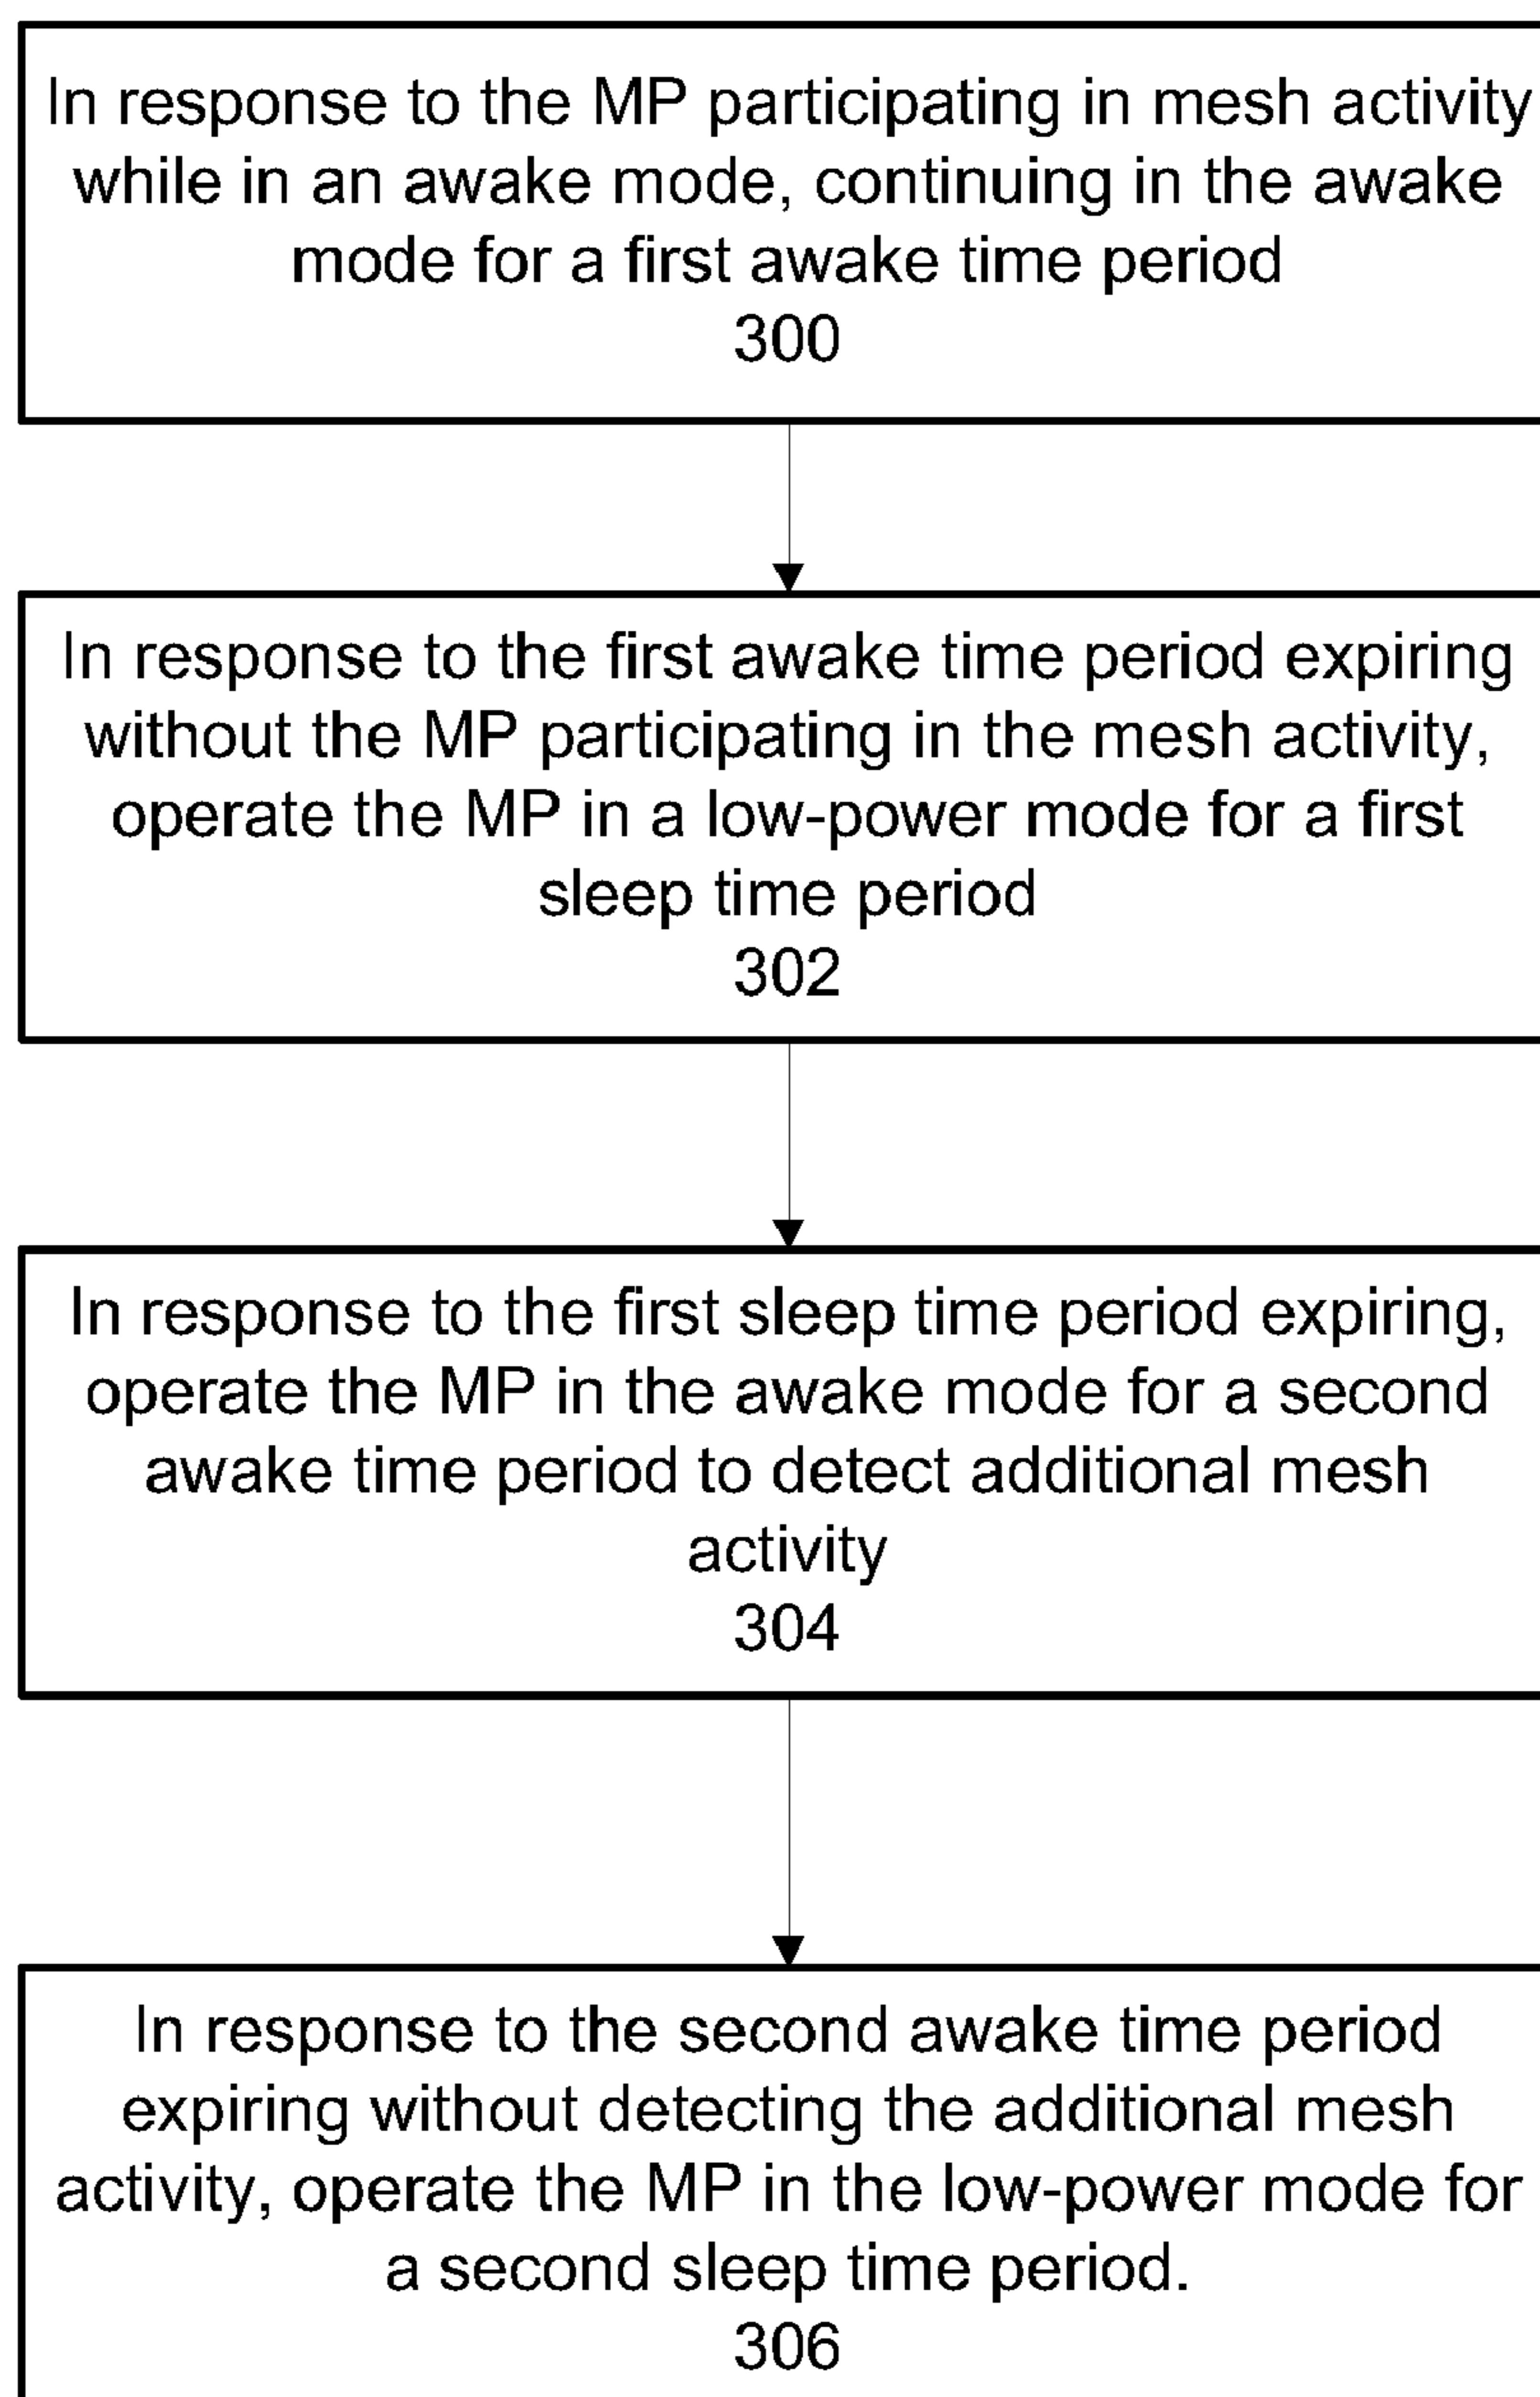 In response to the MP participating in mesh activity
while in an awake mode, continuing in the awake
mode for a first awake time period
300
In response to the first awake time period expiring
without the MP participating in the mesh activity,
operate the MP in a low-power mode for a first
sleep time period
302
In response to the first sleep time period expiring,
operate the MP in the awake mode for a second
awake time period to detect additional mesh
activity
304
In response to the second awake time period
expiring without detecting the additional mesh
activity, operate the MP in the low-power mode for
a second sleep time period.
306